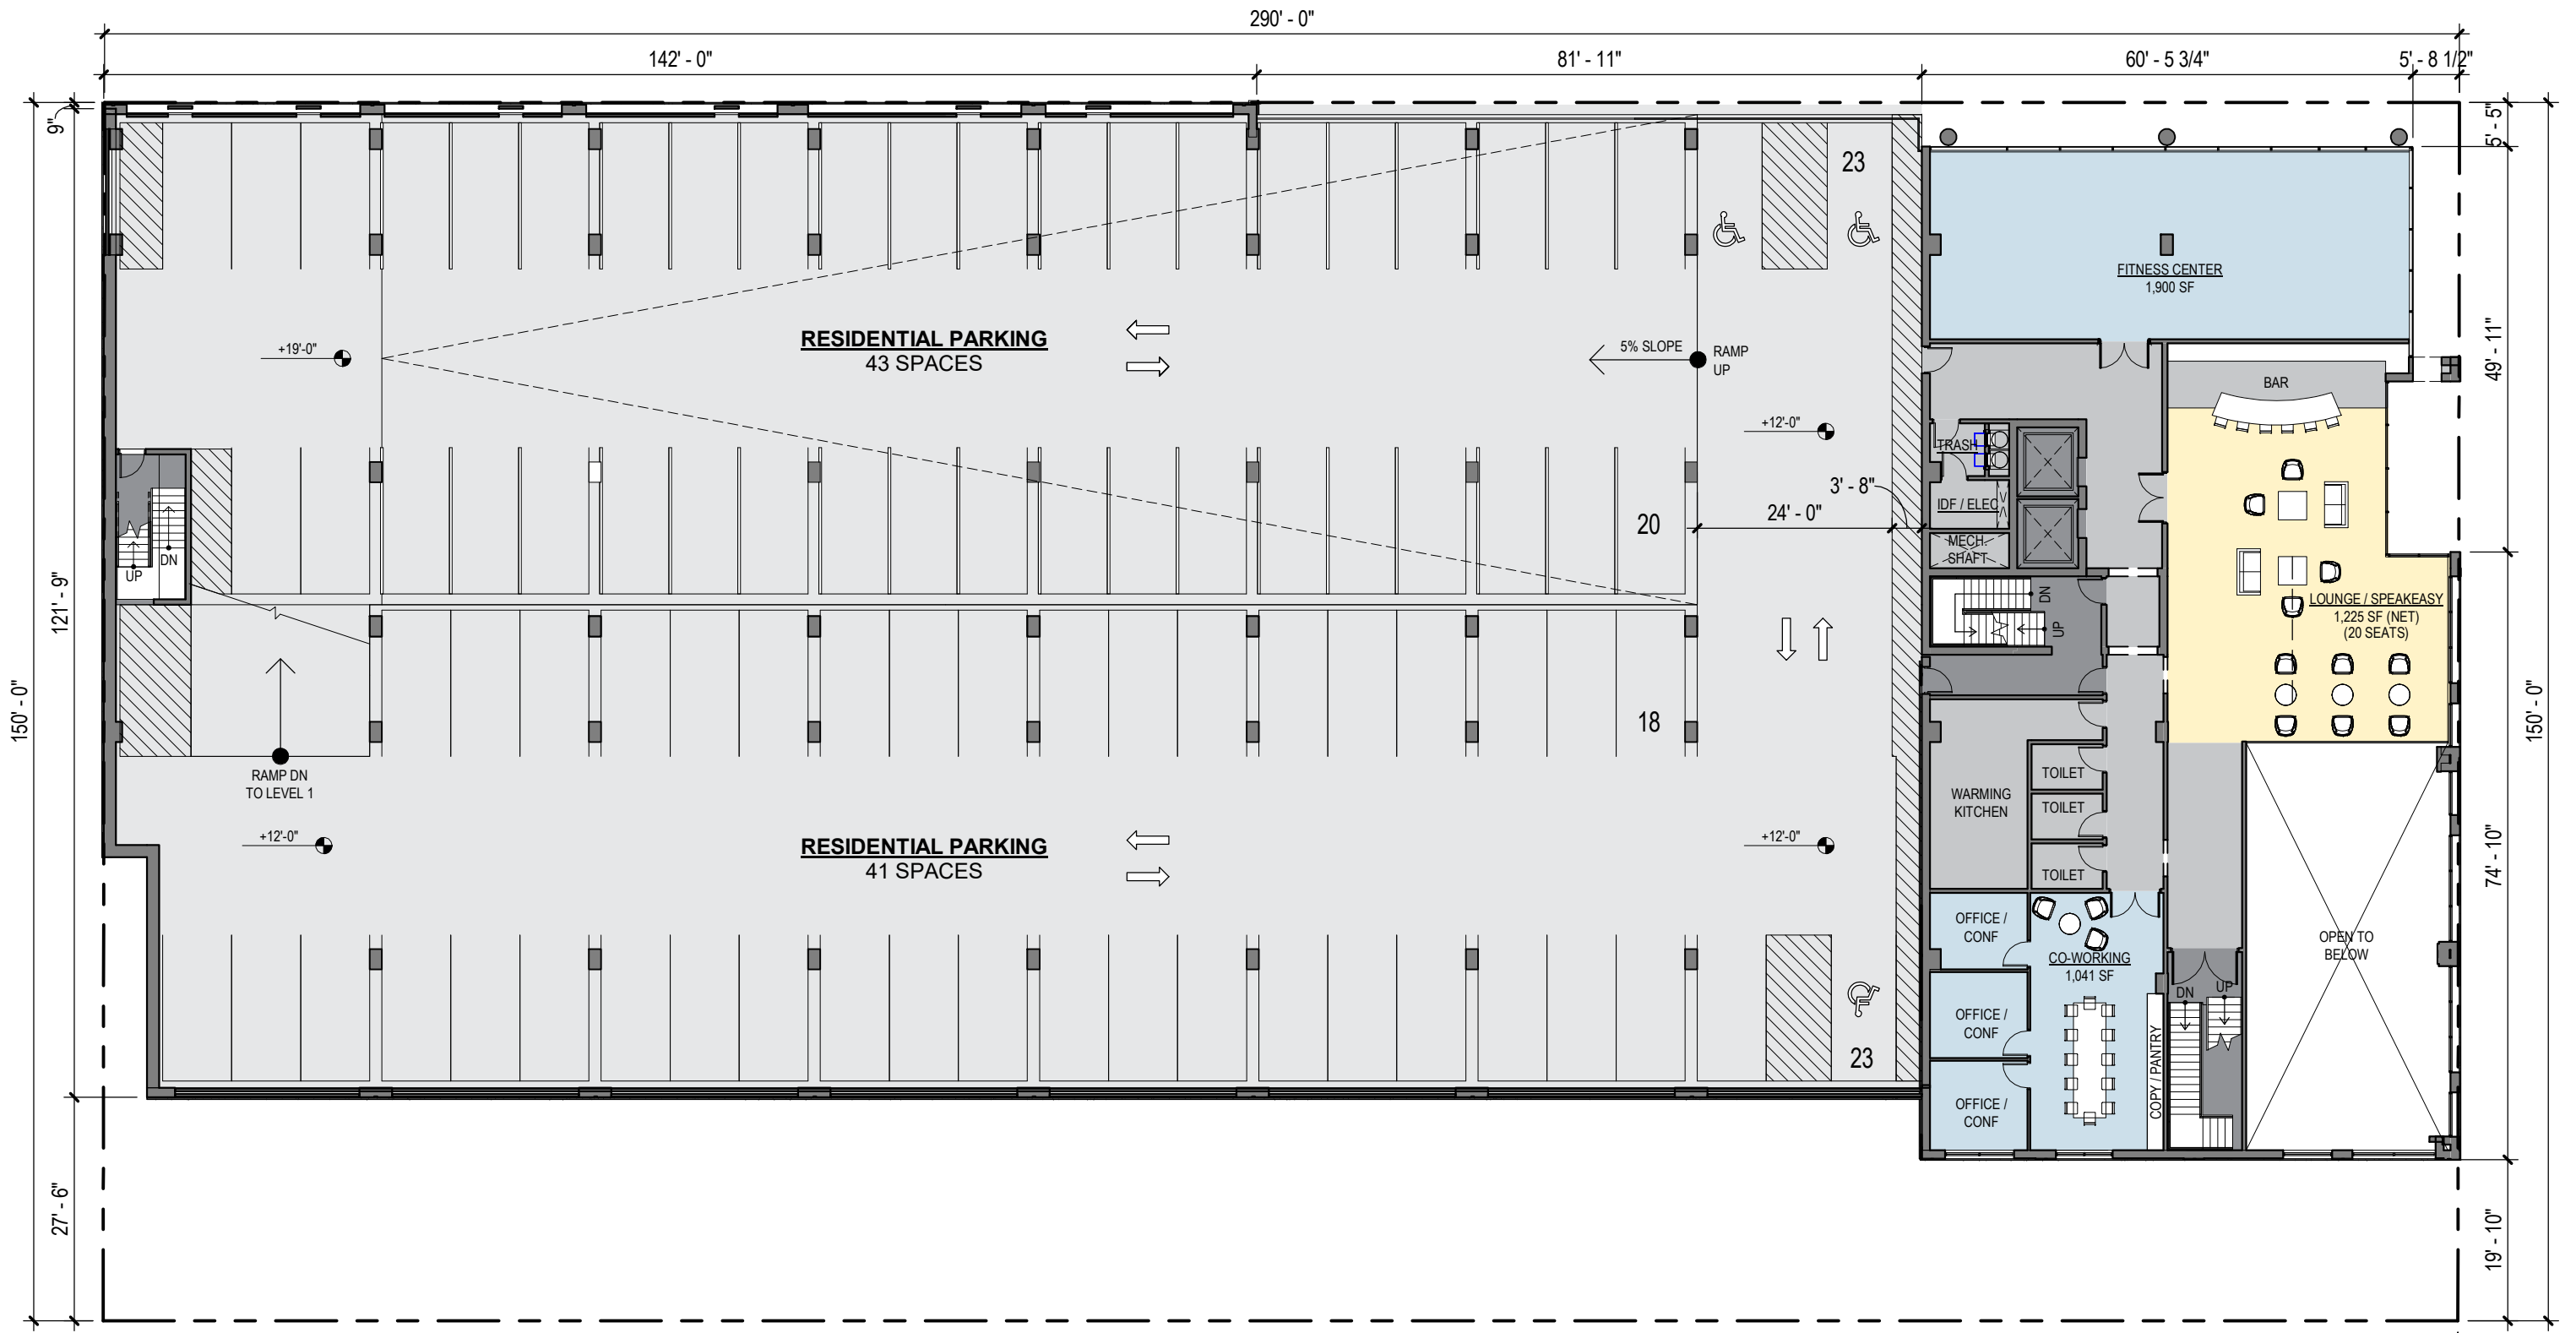 290' - 0"
142' - 0"
81' - 11"
60' - 5 3/4"
5' - 8 1/2"
9"
5' - 5"
23
FITNESS CENTER
1,900 SF
RESIDENTIAL PARKING
43 SPACES
+19'-0"
5% SLOPE
RAMP
UP
49' - 11"
BAR
+12'-0"
TRASH
3' - 8"
IDF / ELEC
24' - 0"
20
MECH.
SHAFT
UP
DN
DN
UP
LOUNGE / SPEAKEASY
1,225 SF (NET)
(20 SEATS)
121' - 9"
150' - 0"
150' - 0"
18
RAMP DN
TO LEVEL 1
TOILET
WARMING
KITCHEN
TOILET
TOILET
+12'-0"
RESIDENTIAL PARKING
41 SPACES
+12'-0"
74' - 10"
OFFICE /
CONF
OPEN TO
BELOW
CO-WORKING
1,041 SF
DN
UP
OFFICE /
CONF
COPY / PANTRY
23
OFFICE /
CONF
27' - 6"
19' - 10"